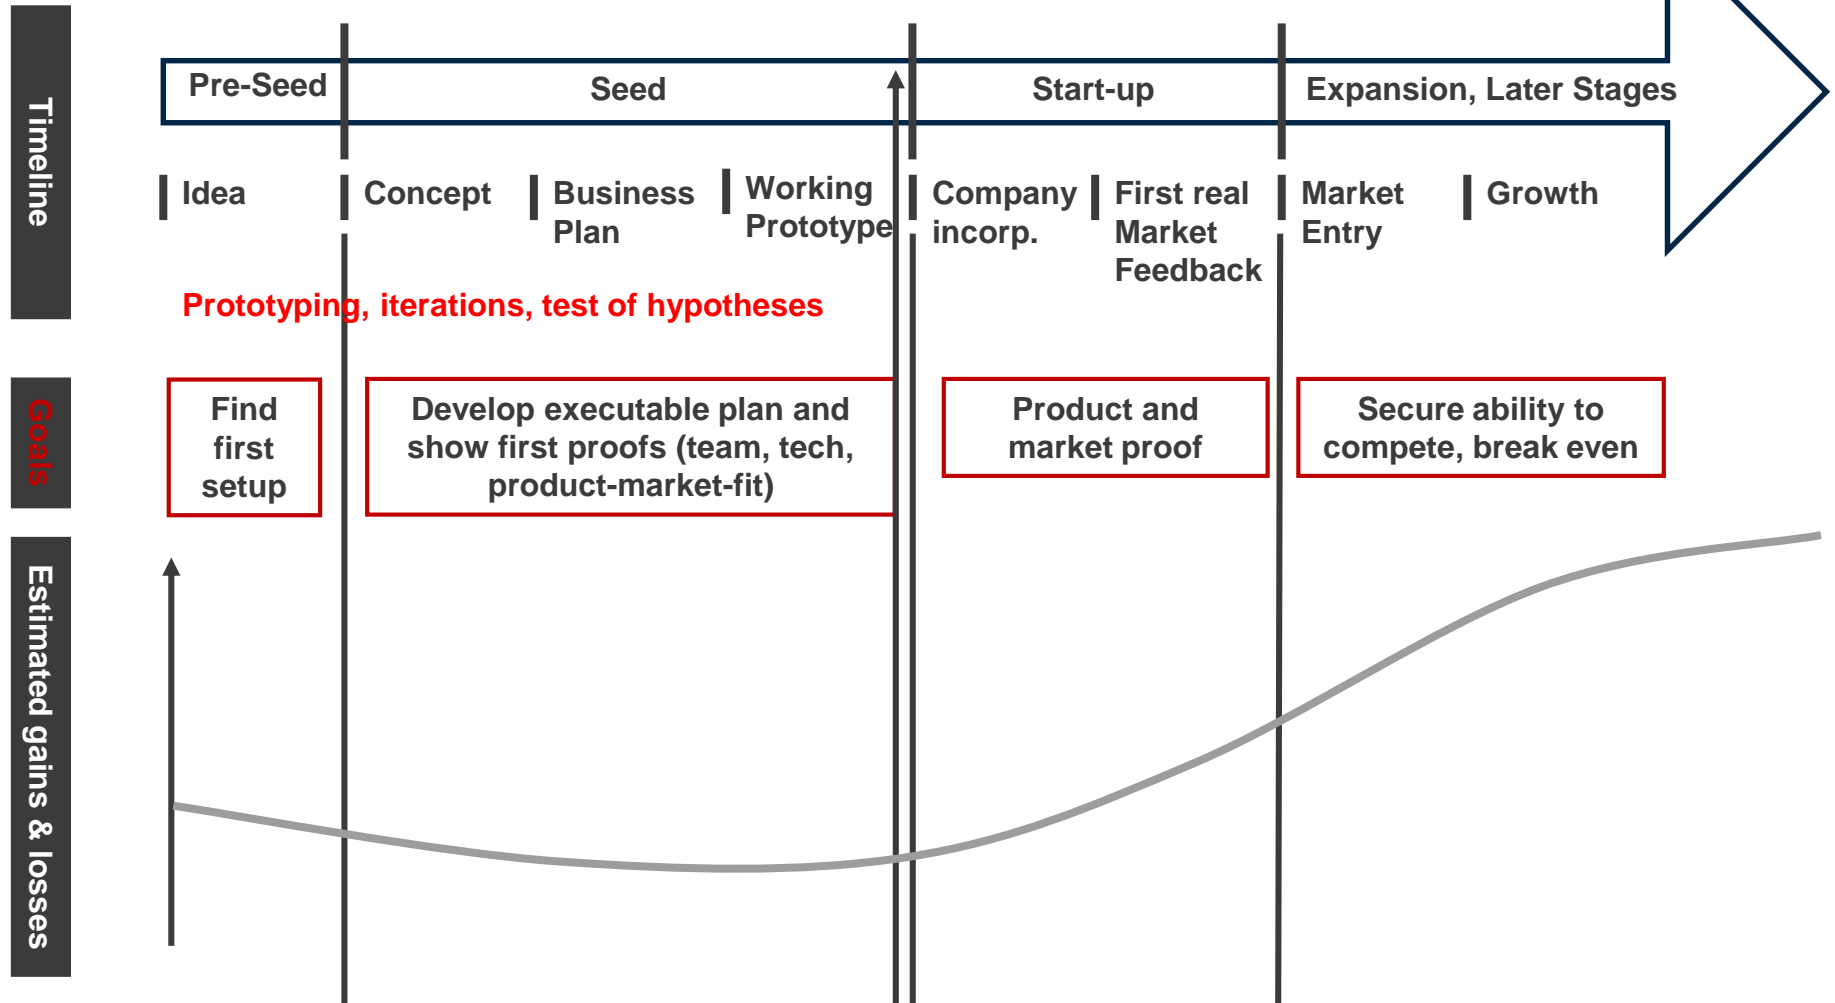 Timeline
Pre-Seed
Seed
Start-up
Expansion, Later Stages
Idea
Concept
Business
Plan
Working
Prototype
Company
incorp.
First real
Market
Feedback
Market
Entry
Growth
Prototyping, iterations, test of hypotheses
Goals
Find
first
setup
Develop executable plan and
show first proofs (team, tech,
product-market-fit)
Product and
market proof
Secure ability to
compete, break even
Estimated gains & losses